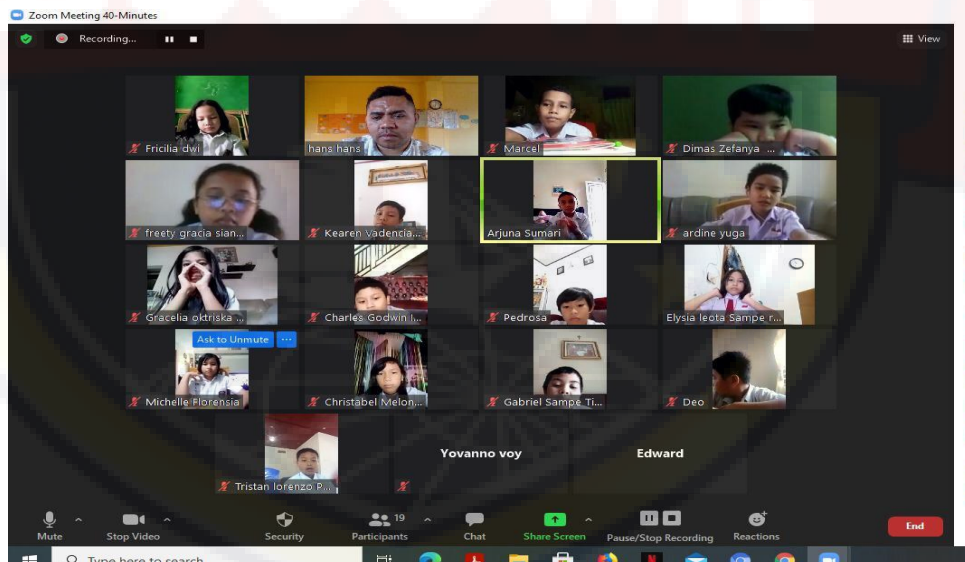 Zoom Meeting 40-Minutes
Recording...
View
Fricilia dwi
hans hans
Marcel
Dimas Zefanya ...
freety gracia sian...
Kearen Vadencia...
Arjuna Sumari
ardine yuga
Gracelia oktriska ...
Charles Godwin I...
Pedrosa
Elysia leota Sampe r...
Ask to Unmute ...
Michelle Florensia
Christabel Melon...
Gabriel Sampe Ti...
Deo
Tristan lorenzo P...
Yovanno voy
Edward
Mute
Stop Video
Security
19
Participants
Chat
Share Screen
Pause/Stop Recording
Reactions
End
Type here to search